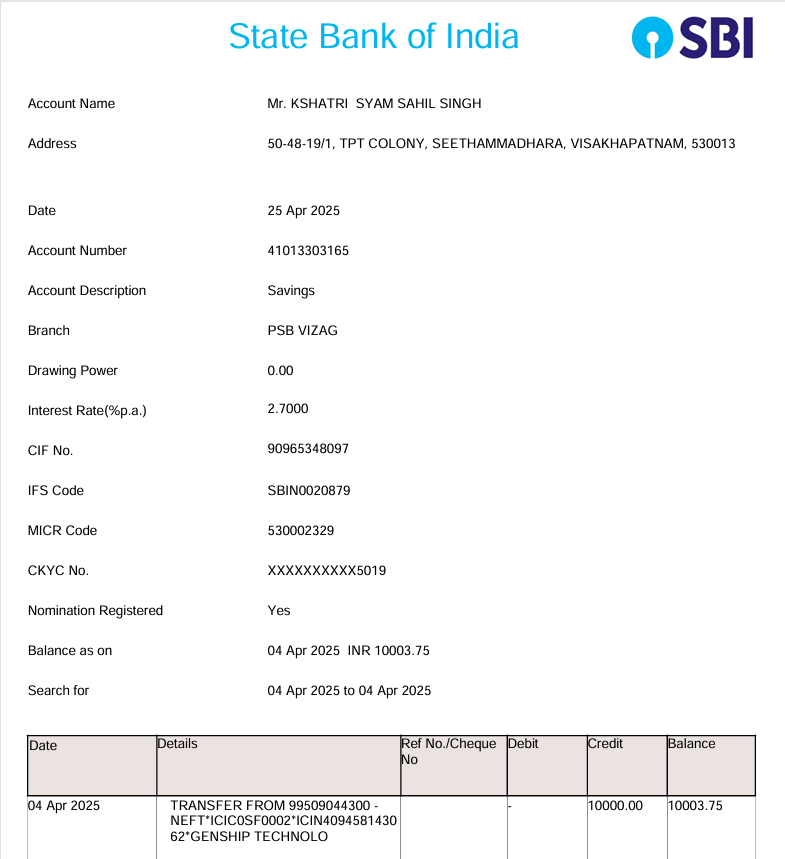 State Bank of India
SBI
Account Name Mr. KSHATRI  SYAM SAHIL SINGH
Address 50-48-19/1, TPT COLONY, SEETHAMMADHARA, VISAKHAPATNAM, 530013
Date 25 Apr 2025
Account Number 41013303165
Account Description Savings
Branch PSB VIZAG
Drawing Power 0.00
Interest Rate(%p.a.) 2.7000
CIF No. 90965348097
IFS Code SBIN0020879
MICR Code 530002329
CKYC No. XXXXXXXXXX5019
Nomination Registered Yes
Balance as on 04 Apr 2025  INR 10003.75
Search for 04 Apr 2025 to 04 Apr 2025
Date Details Ref No./Cheque Debit Credit Balance
No
04 Apr 2025 TRANSFER FROM 99509044300 - - 10000.00 10003.75
NEFT*ICIC0SF0002*ICIN4094581430
62*GENSHIP TECHNOLO